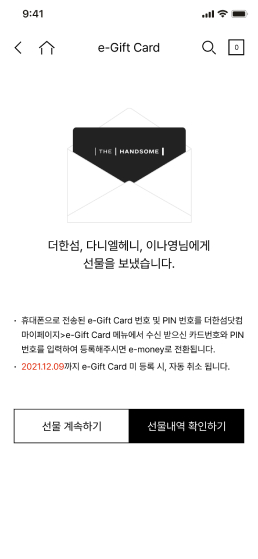 9:41
e-Gift Card
0
THE HANDSOME
더한섬, 다니엘헤니, 이나영님에게
선물을 보냈습니다.
· 휴대폰으로 전송된 e-Gift Card 번호 및 PIN 번호를 더한섬닷컴
마이페이지>e-Gift Card 메뉴에서 수신 받으신 카드번호와 PIN
번호를 입력하여 등록해주시면 e-money로 전환됩니다.
· 2021.12.09까지 e-Gift Card 미 등록 시, 자동 취소 됩니다.
선물 계속하기
선물내역 확인하기